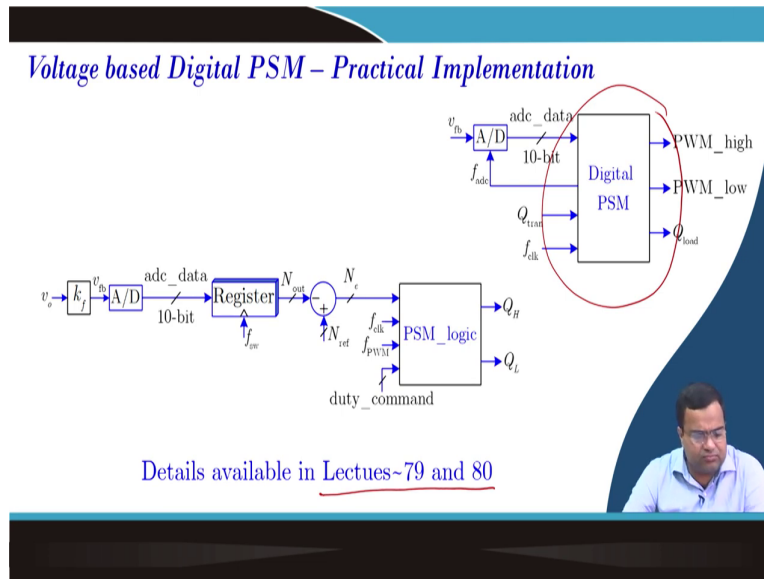 Voltage based Digital PSM – Practical Implementation
v_fb
A/D
adc_data
10-bit
f_adc
Q_tran
f_clk
Digital
PSM
PWM_high
PWM_low
Q_load
v_o
k_f
v_fb
A/D
adc_data
10-bit
Register
f_sw
N_out
N_ref
N_e
f_clk
f_PWM
duty_command
PSM_logic
Q_H
Q_L
Details available in Lectues~79 and 80